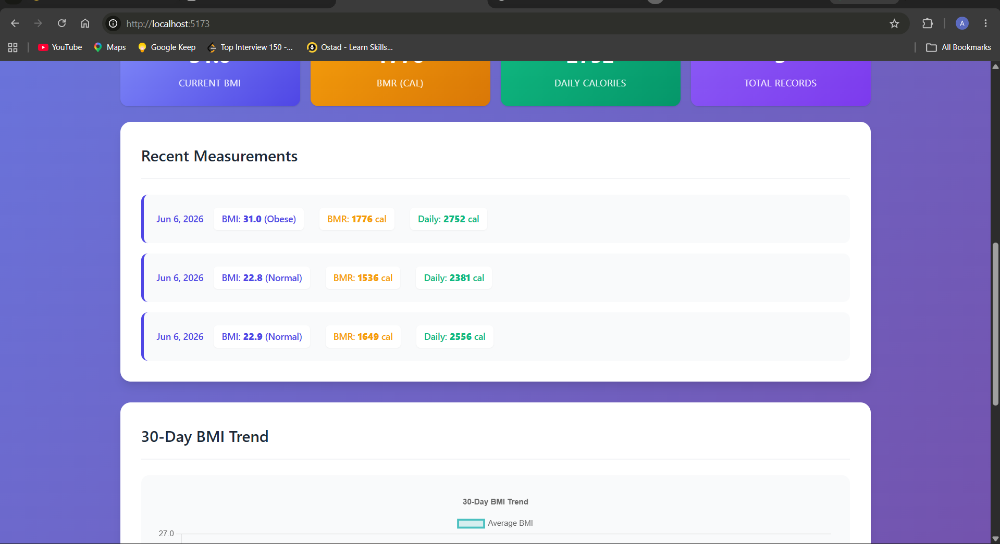 http://localhost:5173
A
YouTube
Maps
Google Keep
Top Interview 150 -...
Ostad - Learn Skills...
All Bookmarks
CURRENT BMI
BMR (CAL)
DAILY CALORIES
TOTAL RECORDS
Recent Measurements
Jun 6, 2026 BMI: 31.0 (Obese) BMR: 1776 cal Daily: 2752 cal
Jun 6, 2026 BMI: 22.8 (Normal) BMR: 1536 cal Daily: 2381 cal
Jun 6, 2026 BMI: 22.9 (Normal) BMR: 1649 cal Daily: 2556 cal
30-Day BMI Trend
30-Day BMI Trend
Average BMI
27.0